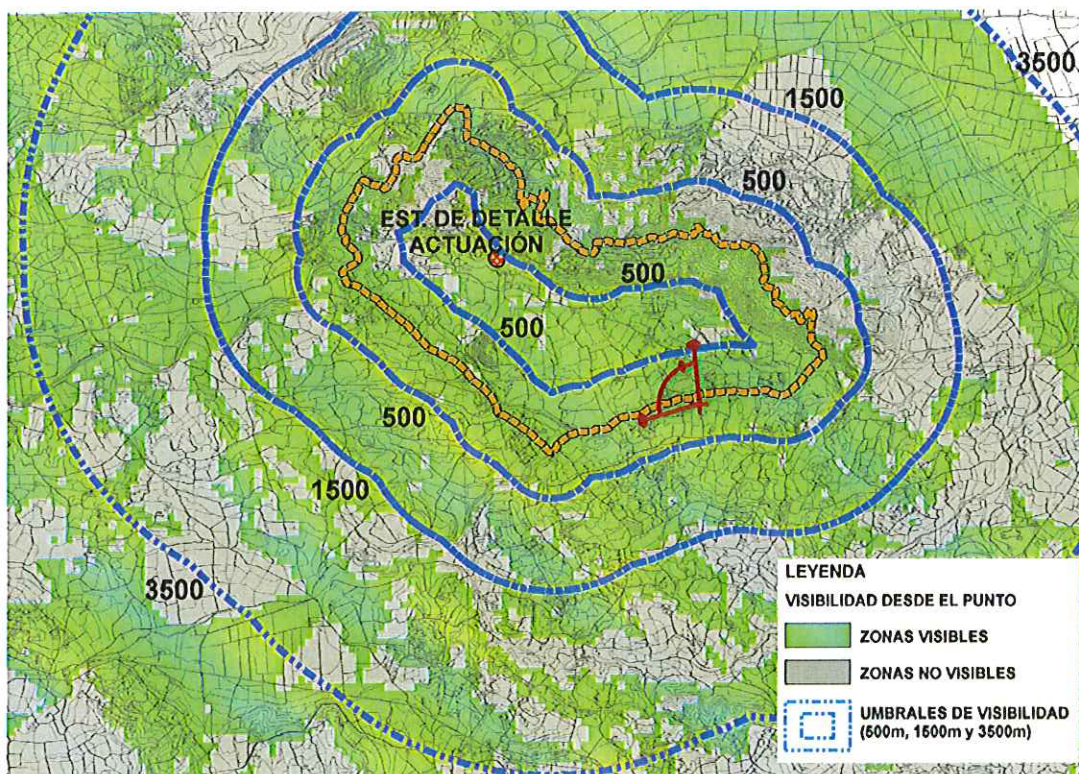 3500
1500
500
EST. DE DETALLE
ACTUACIÓN
500
500
500
1500
3500
LEYENDA
VISIBILIDAD DESDE EL PUNTO
ZONAS VISIBLES
ZONAS NO VISIBLES
UMBRALES DE VISIBILIDAD
(500m, 1500m y 3500m)